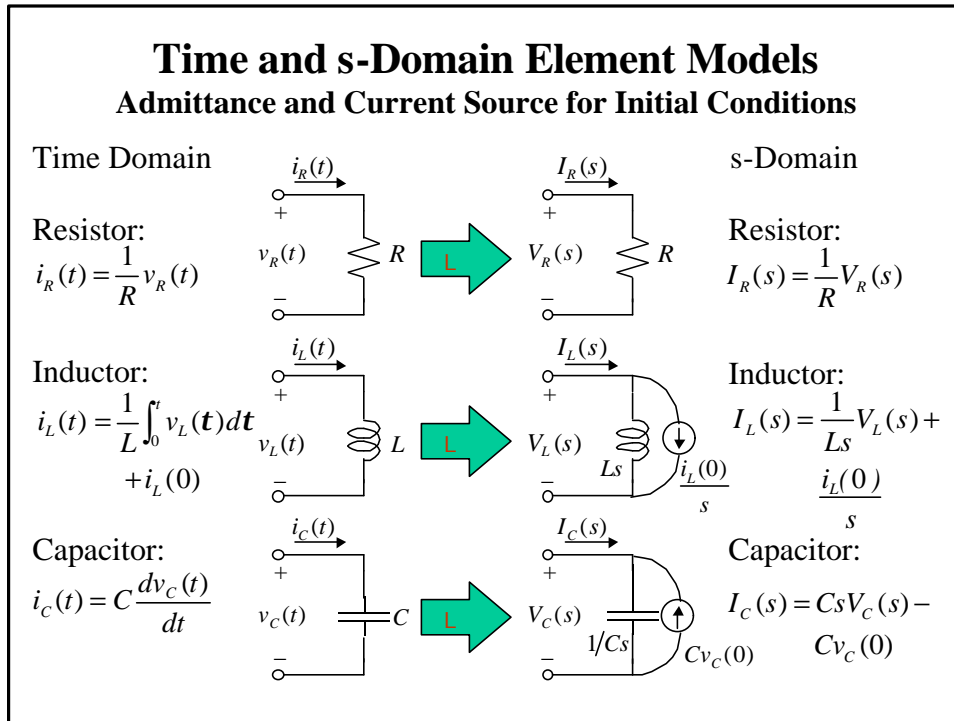 Time and s-Domain Element Models
Admittance and Current Source for Initial Conditions
Time Domain
s-Domain
Resistor:
i_R(t) = 1/R v_R(t)
i_R(t)
+
v_R(t)
R
−
L
I_R(s)
+
V_R(s)
R
−
Resistor:
I_R(s) = 1/R V_R(s)
Inductor:
i_L(t) = 1/L ∫_0^t v_L(t)dt
+ i_L(0)
i_L(t)
+
v_L(t)
L
−
L
I_L(s)
+
V_L(s)
Ls
−
i_L(0)/s
Inductor:
I_L(s) = 1/Ls V_L(s) +
i_L(0)/s
Capacitor:
i_C(t) = C dv_C(t)/dt
i_C(t)
+
v_C(t)
C
−
L
I_C(s)
+
V_C(s)
1/Cs
−
Cv_C(0)
Capacitor:
I_C(s) = CsV_C(s) −
Cv_C(0)